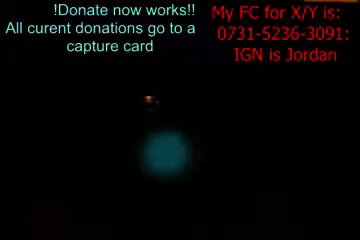 !Donate now works!!
All curent donations go to a
capture card
My FC for X/Y is:
0731-5236-3091:
IGN is Jordan